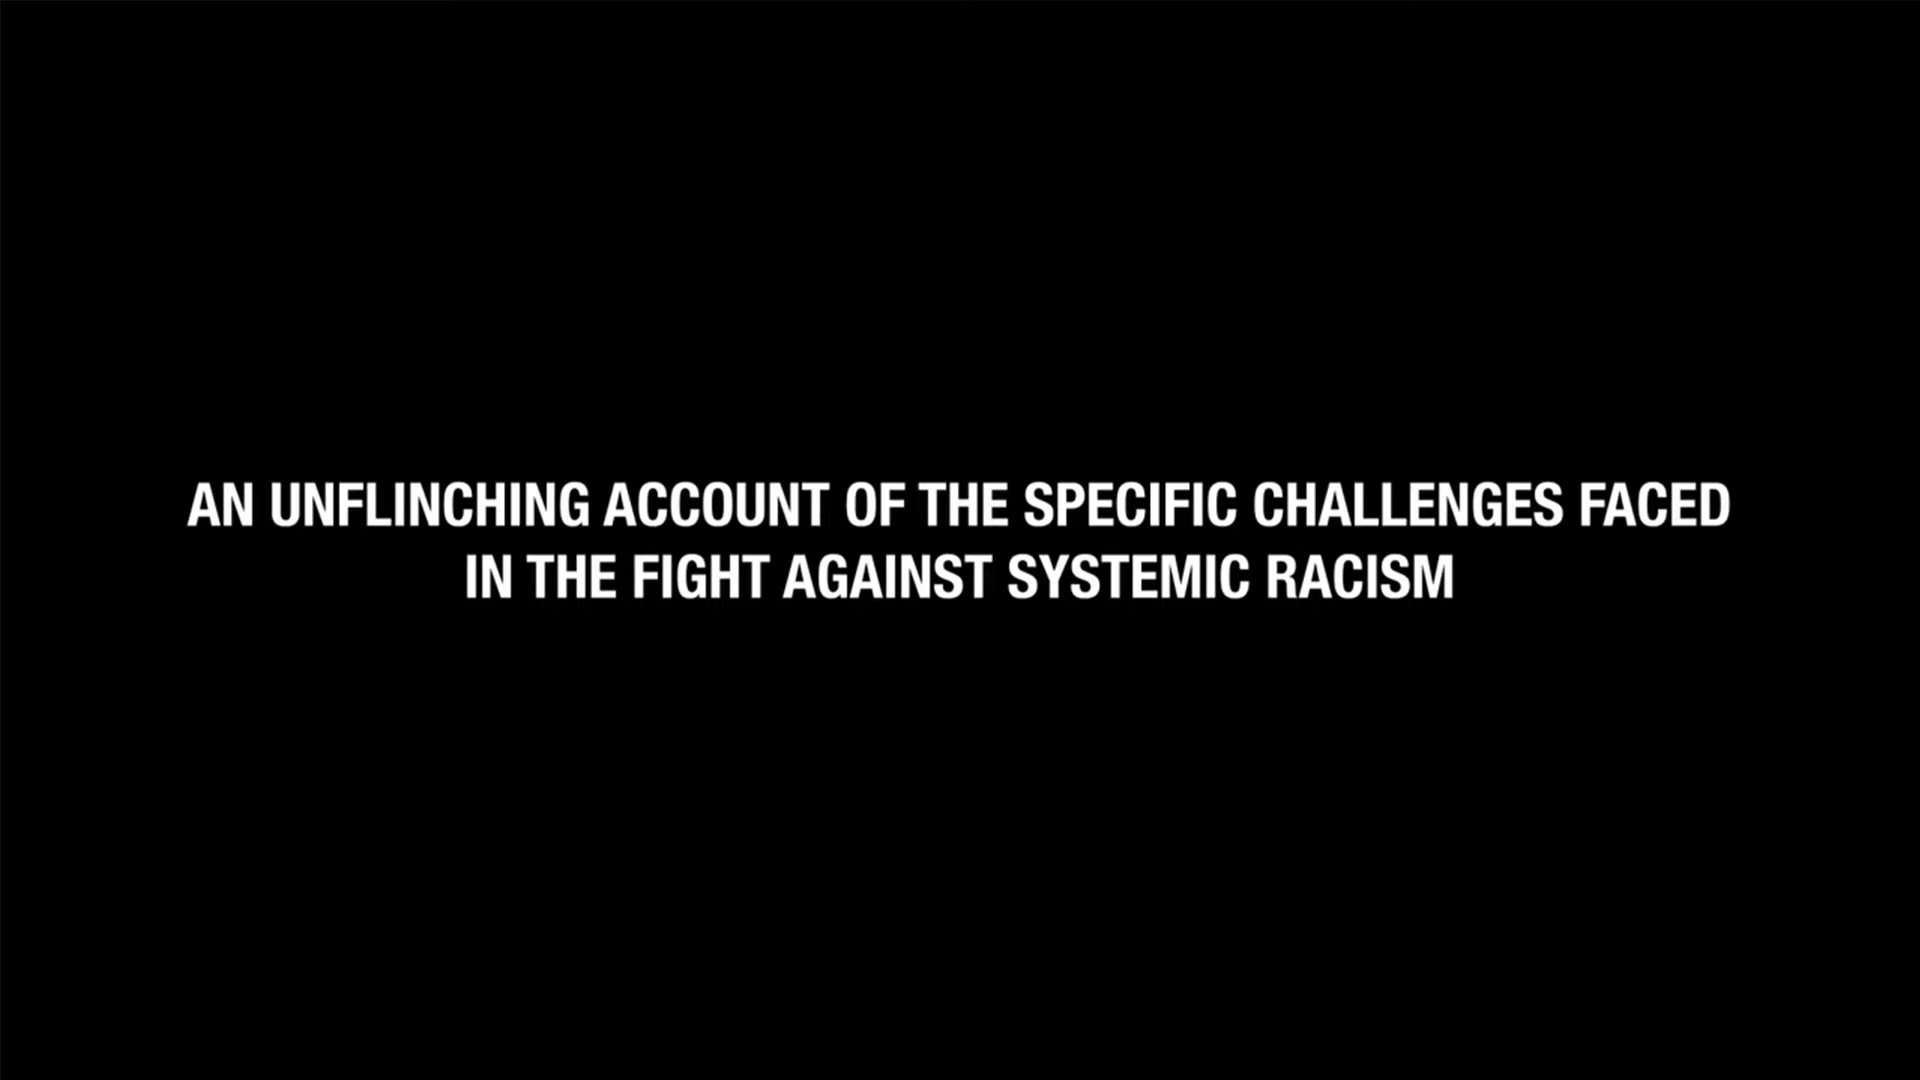 AN UNFLINCHING ACCOUNT OF THE SPECIFIC CHALLENGES FACED
IN THE FIGHT AGAINST SYSTEMIC RACISM